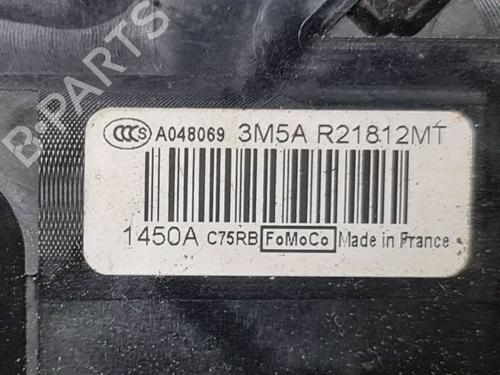 B-PARTS
CCC S A048069 3M5A R21812MT
1450A C75RB FoMoCo Made in France